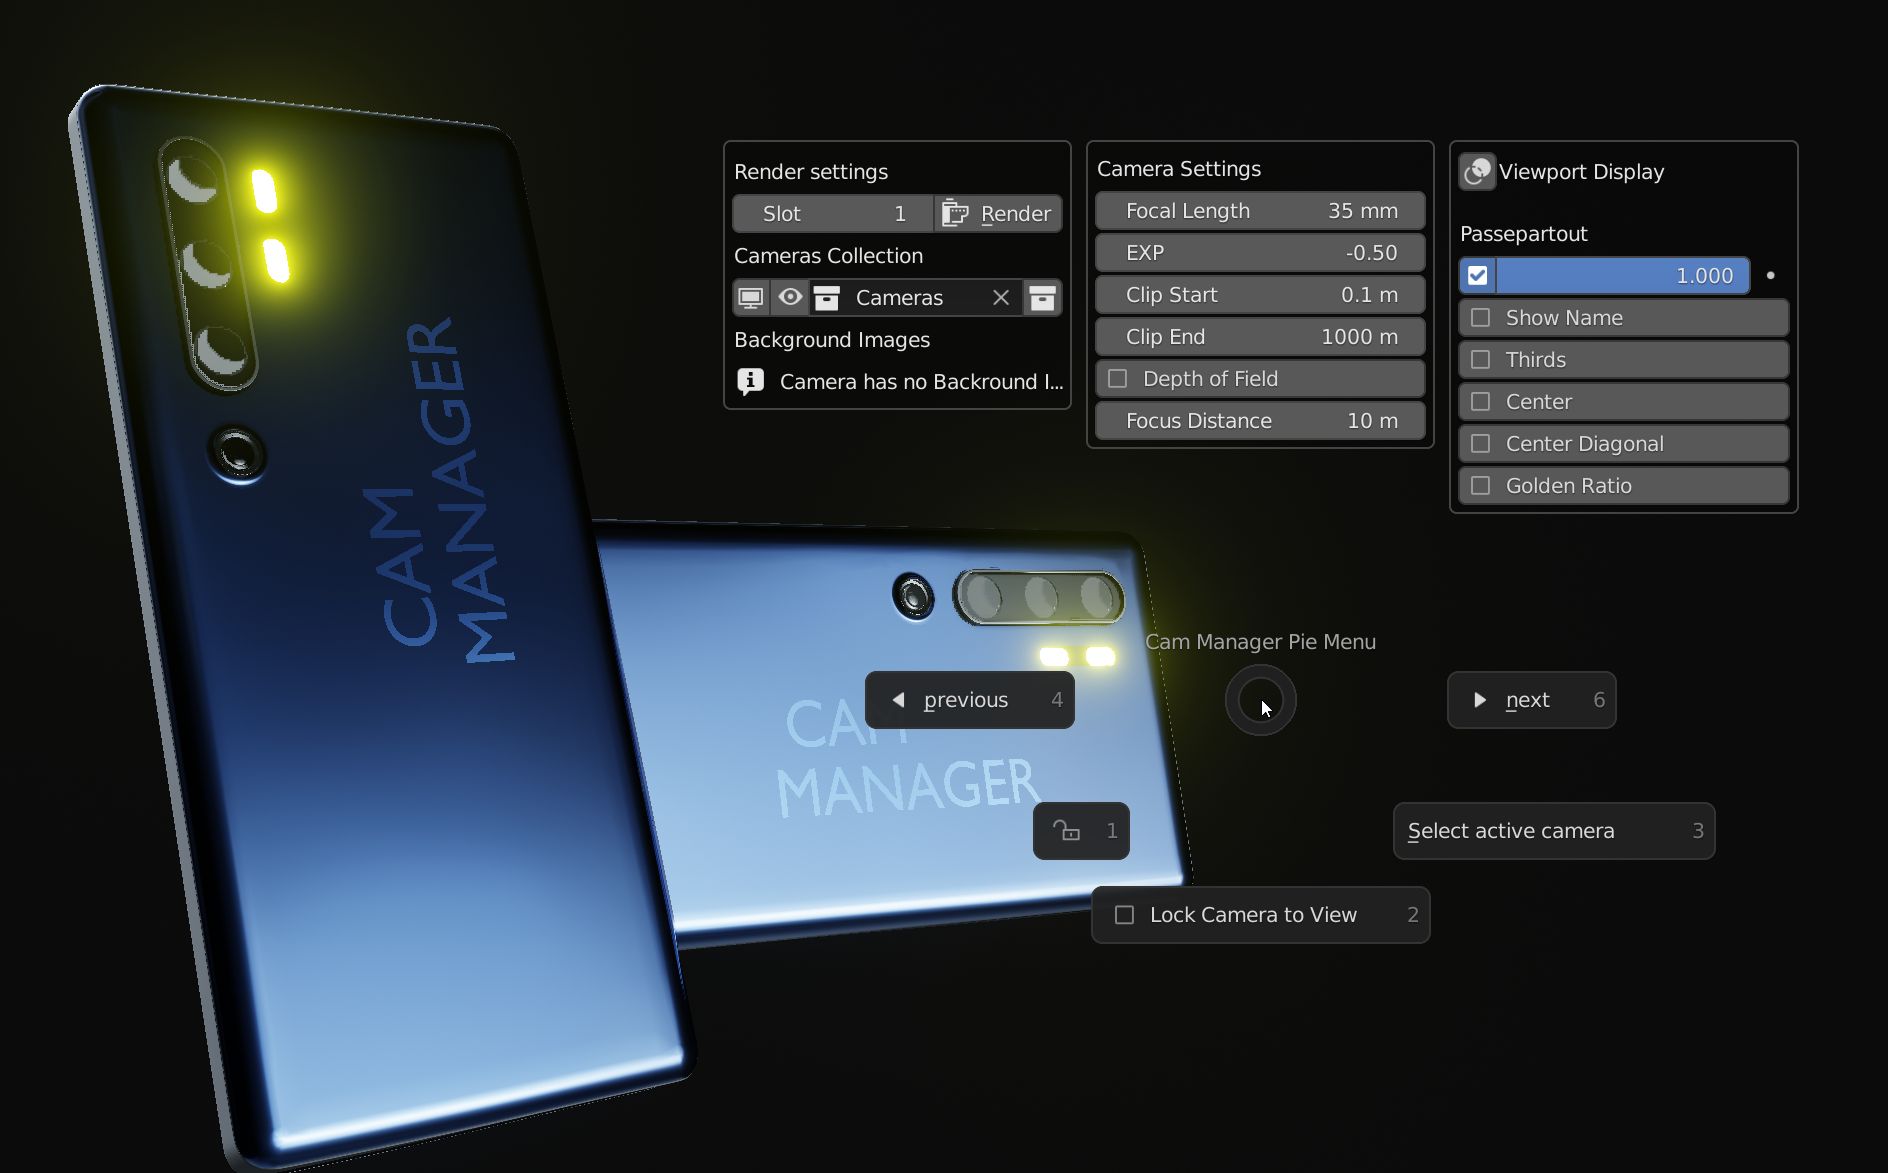 CAM
MANAGER
Render settings
Slot 1 Render
Cameras Collection
Cameras
Background Images
Camera has no Backround I...
Camera Settings
Focal Length 35 mm
EXP -0.50
Clip Start 0.1 m
Clip End 1000 m
Depth of Field
Focus Distance 10 m
Viewport Display
Passepartout
1.000
Show Name
Thirds
Center
Center Diagonal
Golden Ratio
Cam Manager Pie Menu
previous 4
next 6
CAM
MANAGER
1
Select active camera 3
Lock Camera to View 2